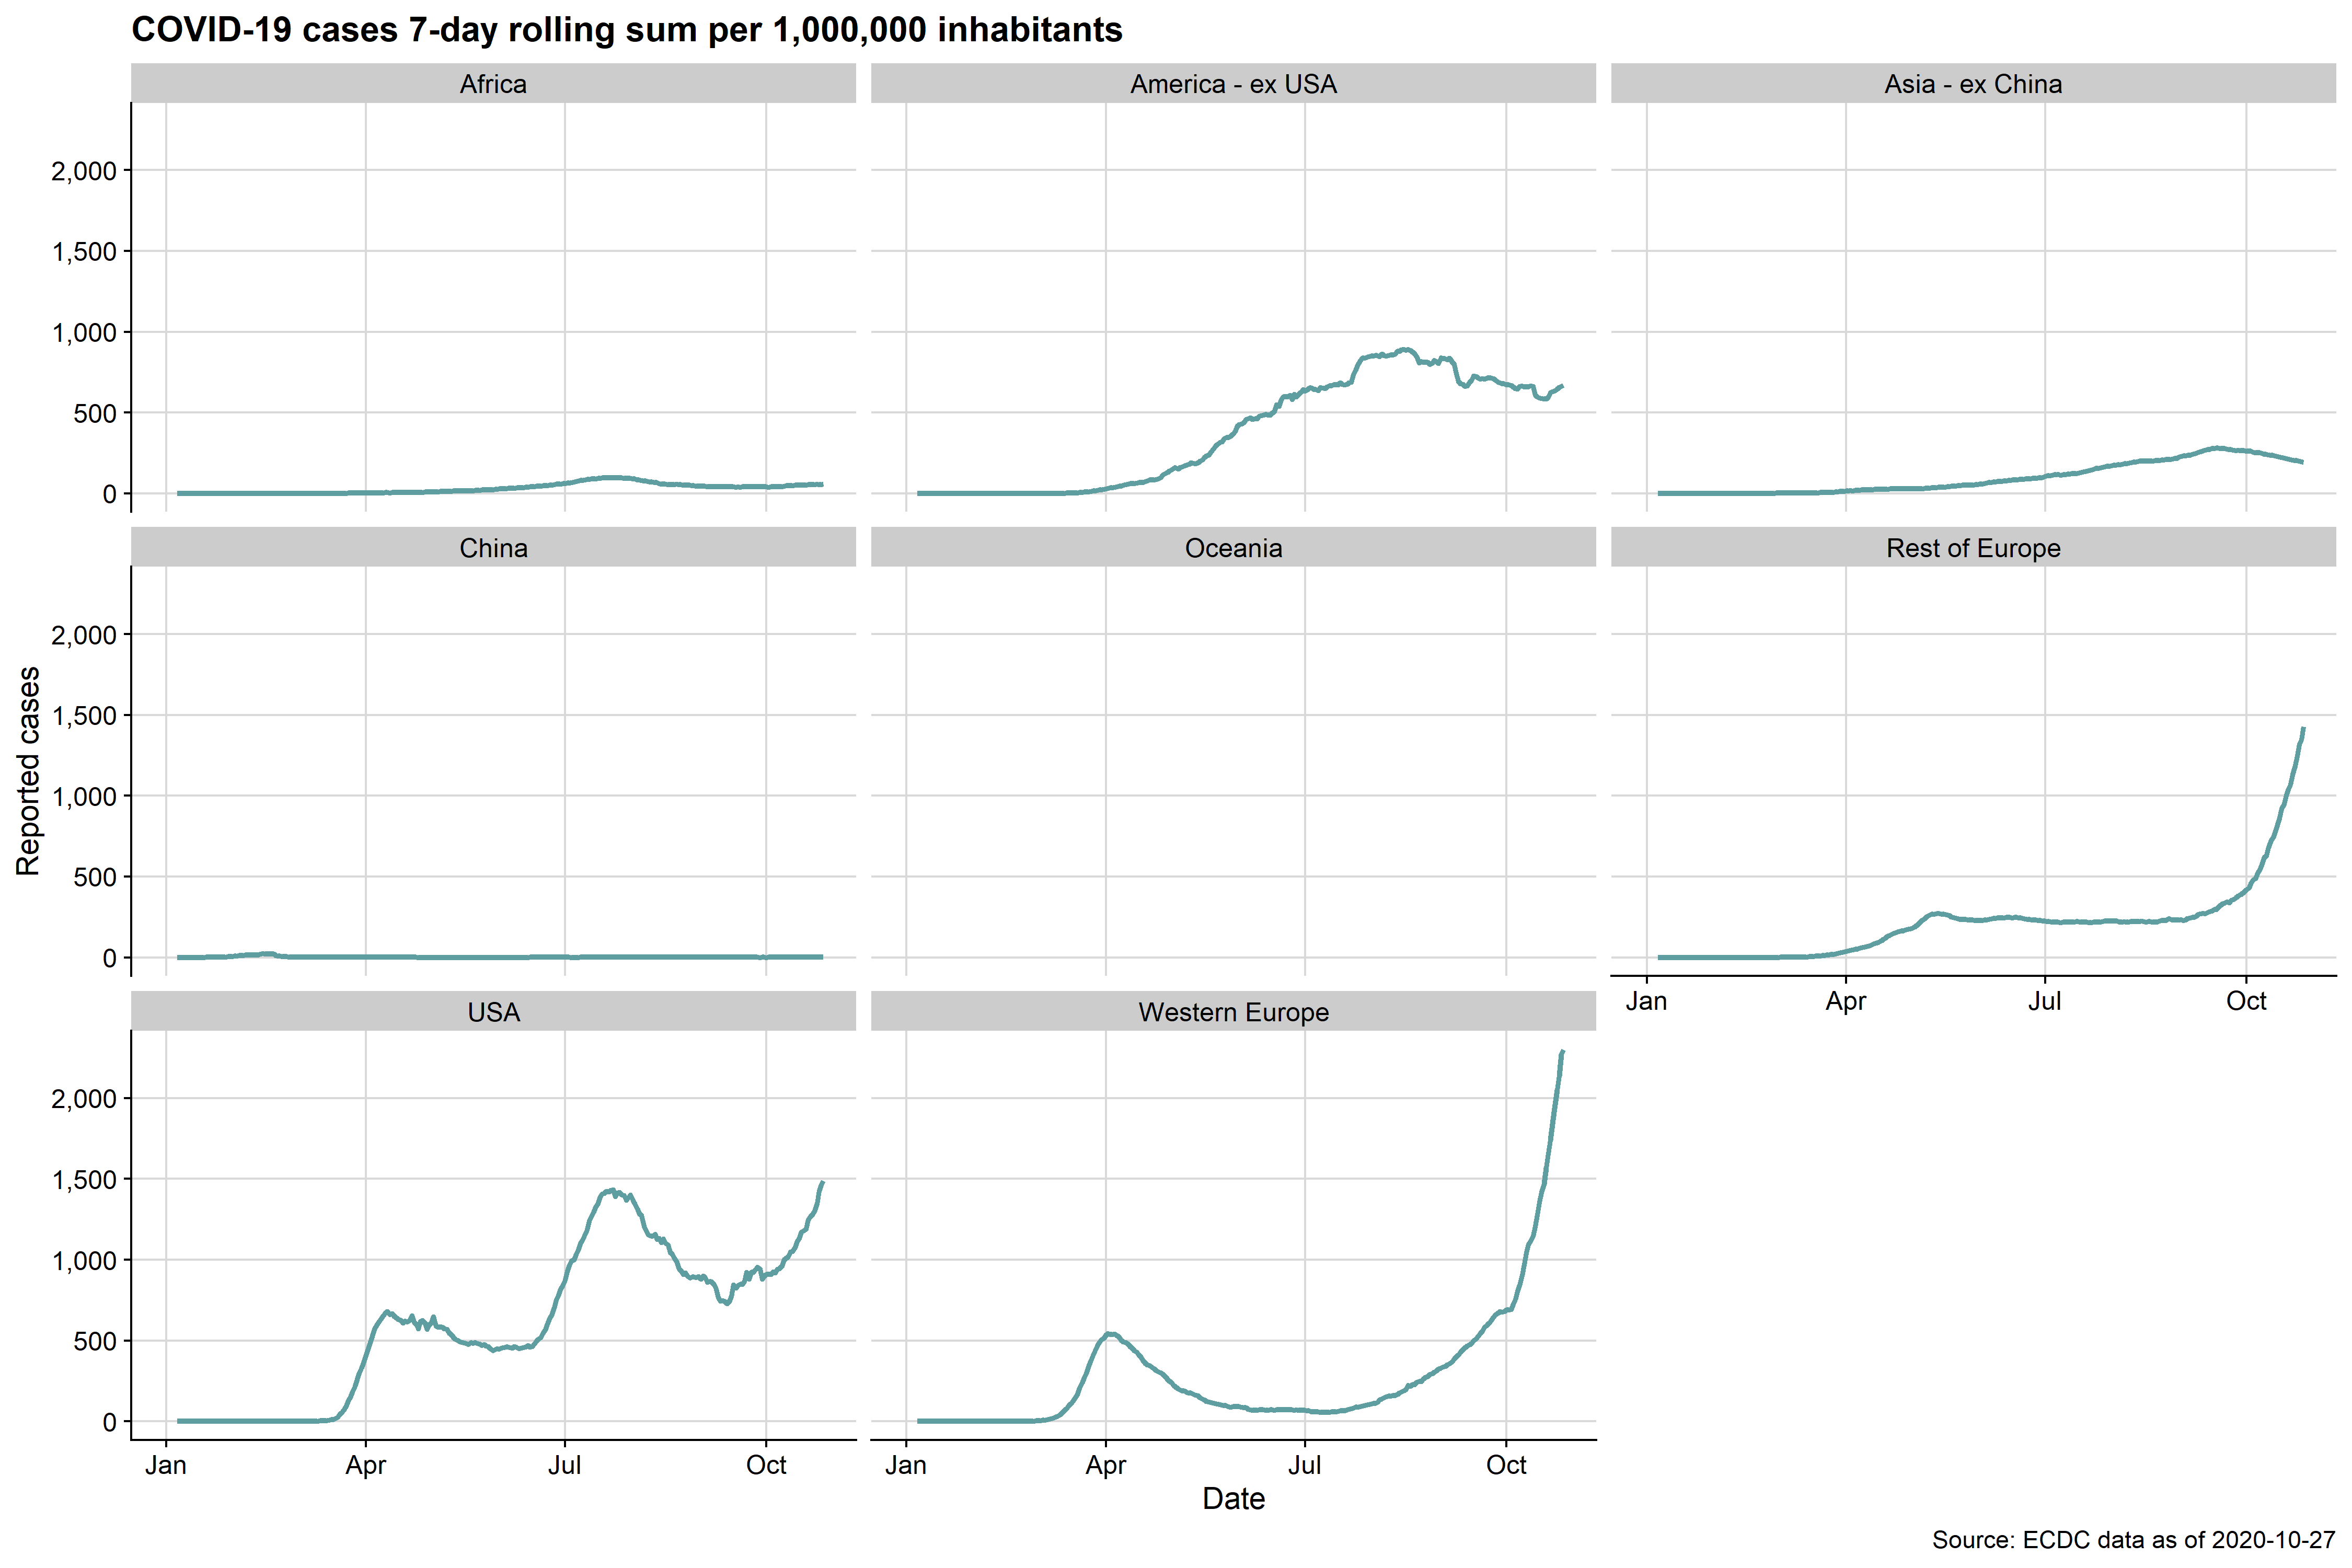 COVID-19 cases 7-day rolling sum per 1,000,000 inhabitants
Africa
America - ex USA
Asia - ex China
2,000
1,500
1,000
500
0
China
Oceania
Rest of Europe
Reported cases
2,000
1,500
1,000
500
0
Jan Apr Jul Oct
USA
Western Europe
2,000
1,500
1,000
500
0
Jan Apr Jul Oct
Jan Apr Jul Oct
Date
Source: ECDC data as of 2020-10-27